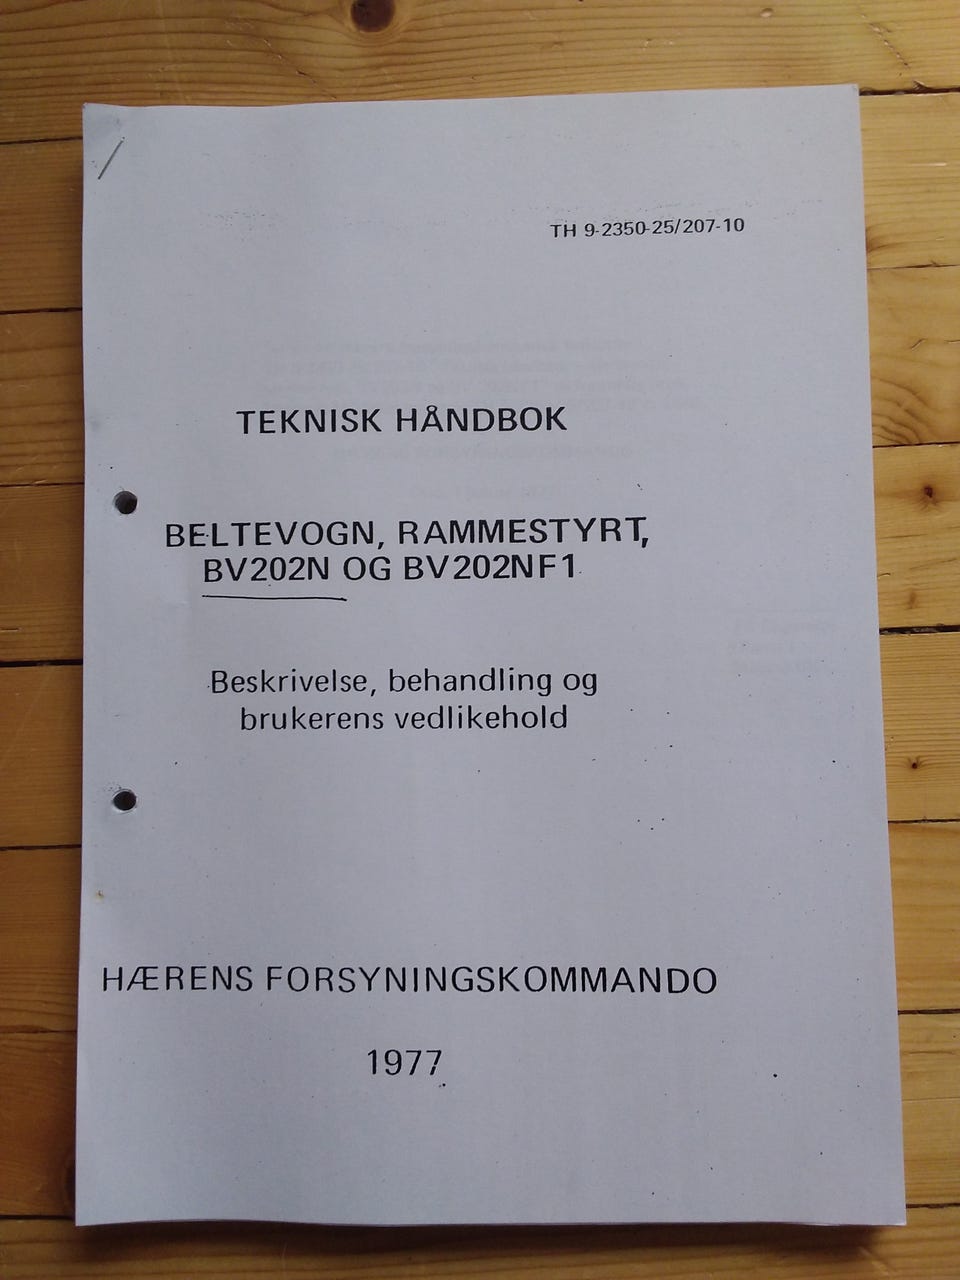 TH 9-2350-25/207-10
TEKNISK HÅNDBOK
BELTEVOGN, RAMMESTYRT,
BV202N OG BV202NF1
Beskrivelse, behandling og
brukerens vedlikehold
HÆRENS FORSYNINGSKOMMANDO
1977